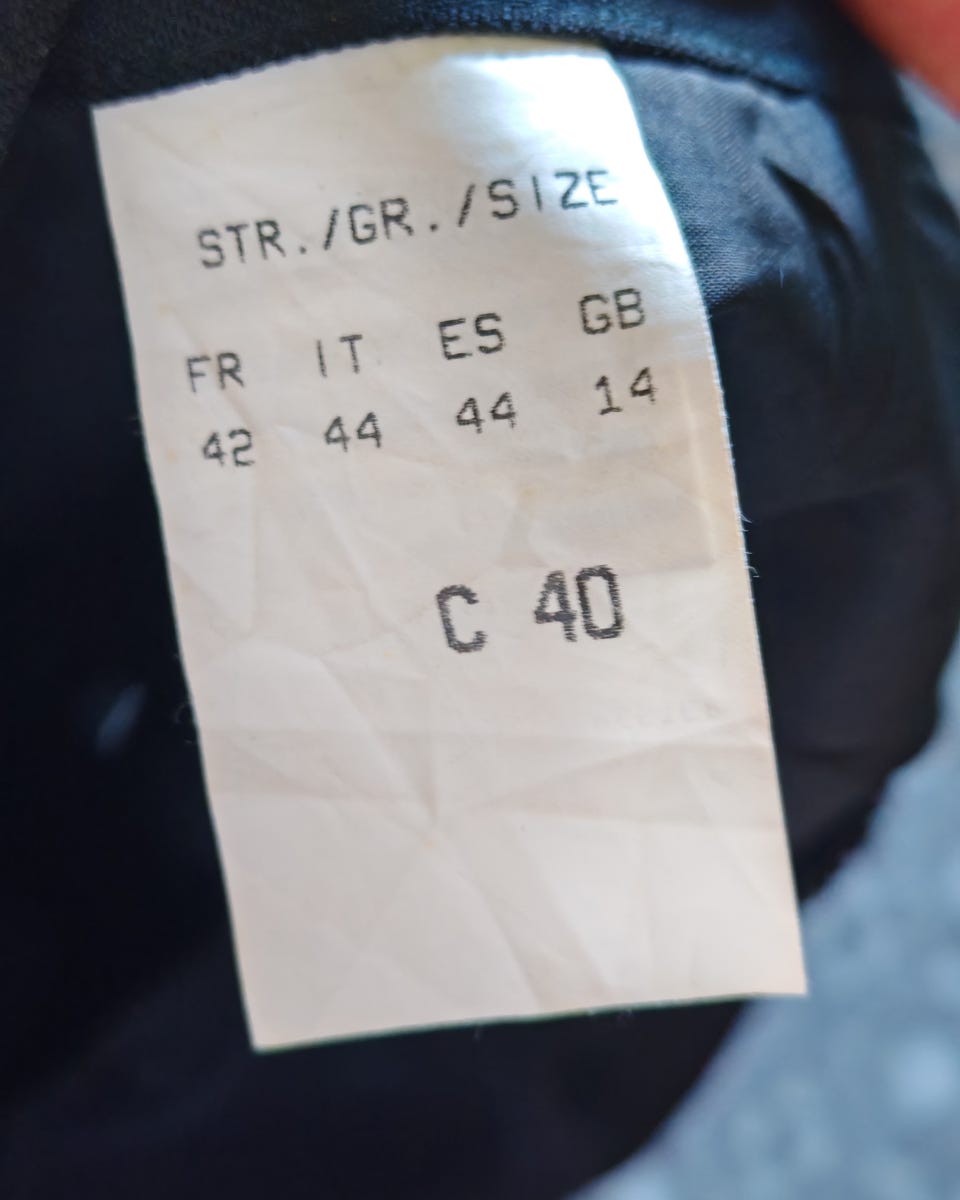 STR./GR./SIZE
FR IT ES GB
42 44 44 14
C 40